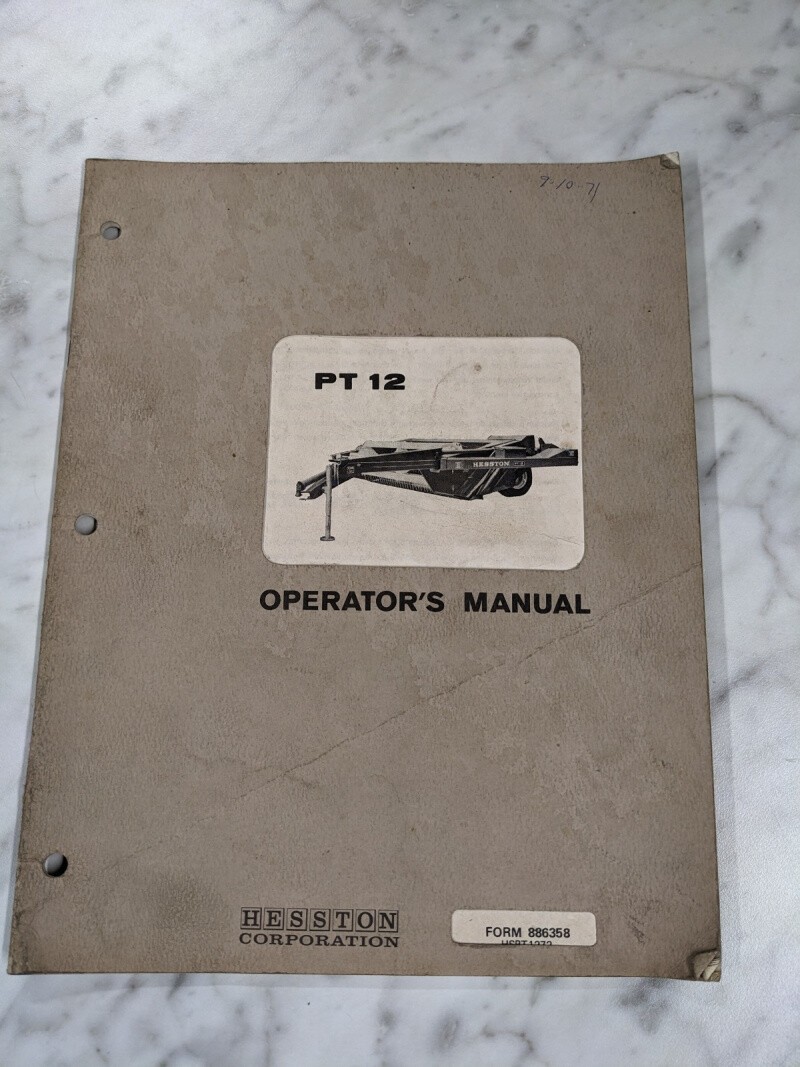 9-10-71
PT 12
HESSTON
OPERATOR'S MANUAL
HESSTON
CORPORATION
FORM 886358